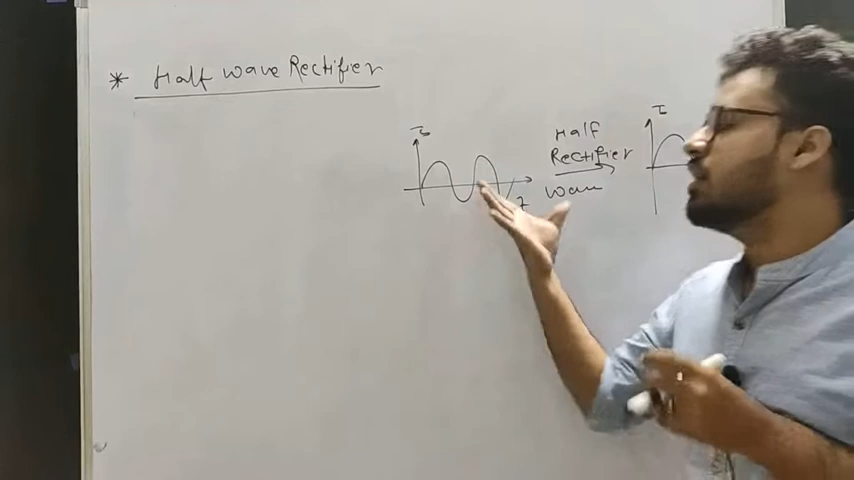 * Half wave Rectifier
I
Half
Rectifier
wave
I